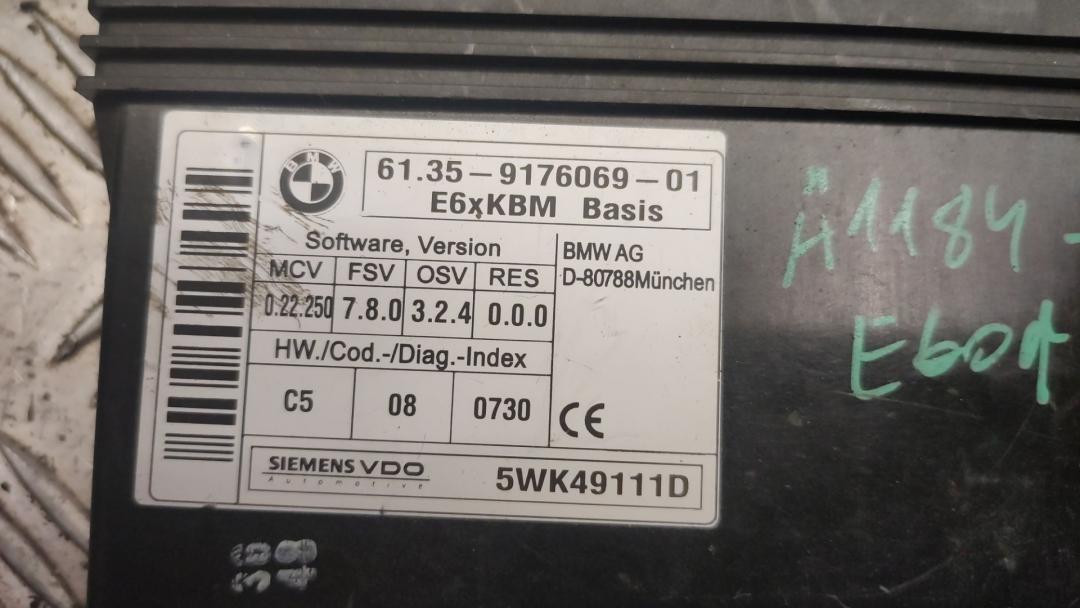 BMW
61.35-9176069-01
E6xKBM Basis
Software, Version
MCV FSV OSV RES
0.22.250 7.8.0 3.2.4 0.0.0
BMW AG
D-80788München
HW./Cod.-/Diag.-Index
C5 08 0730
CE
SIEMENS VDO
Automotive
5WK49111D
Ä1184-